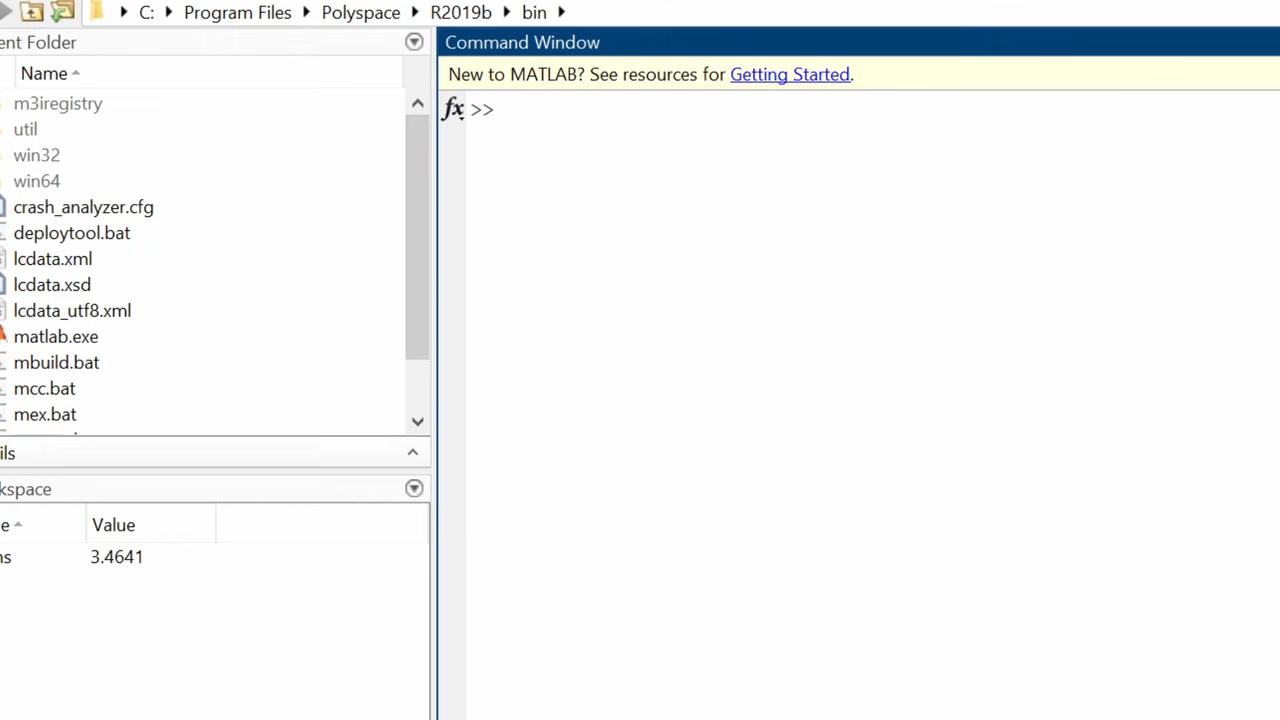 C: Program Files Polyspace R2019b bin
ent Folder
Name
m3iregistry
util
win32
win64
crash_analyzer.cfg
deploytool.bat
lcdata.xml
lcdata.xsd
lcdata_utf8.xml
matlab.exe
mbuild.bat
mcc.bat
mex.bat
ils
kspace
e Value
ns 3.4641
Command Window
New to MATLAB? See resources for Getting Started.
fx >>